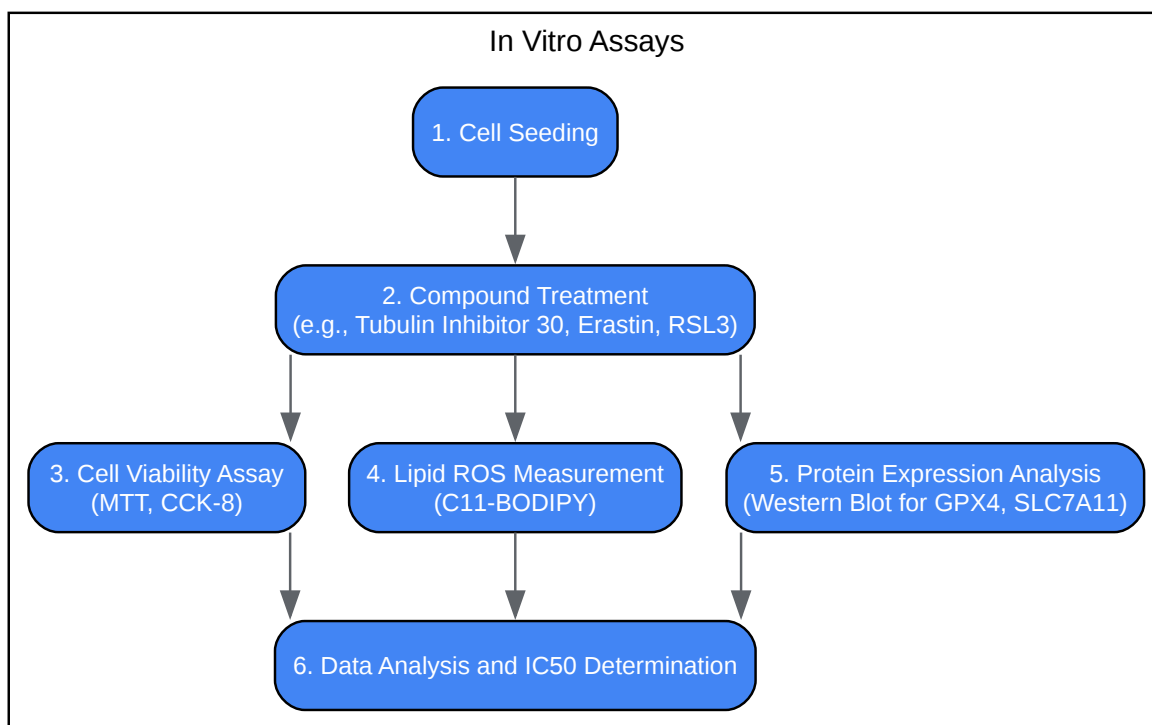 In Vitro Assays
1. Cell Seeding
2. Compound Treatment
(e.g., Tubulin Inhibitor 30, Erastin, RSL3)
3. Cell Viability Assay
(MTT, CCK-8)
4. Lipid ROS Measurement
(C11-BODIPY)
5. Protein Expression Analysis
(Western Blot for GPX4, SLC7A11)
6. Data Analysis and IC50 Determination